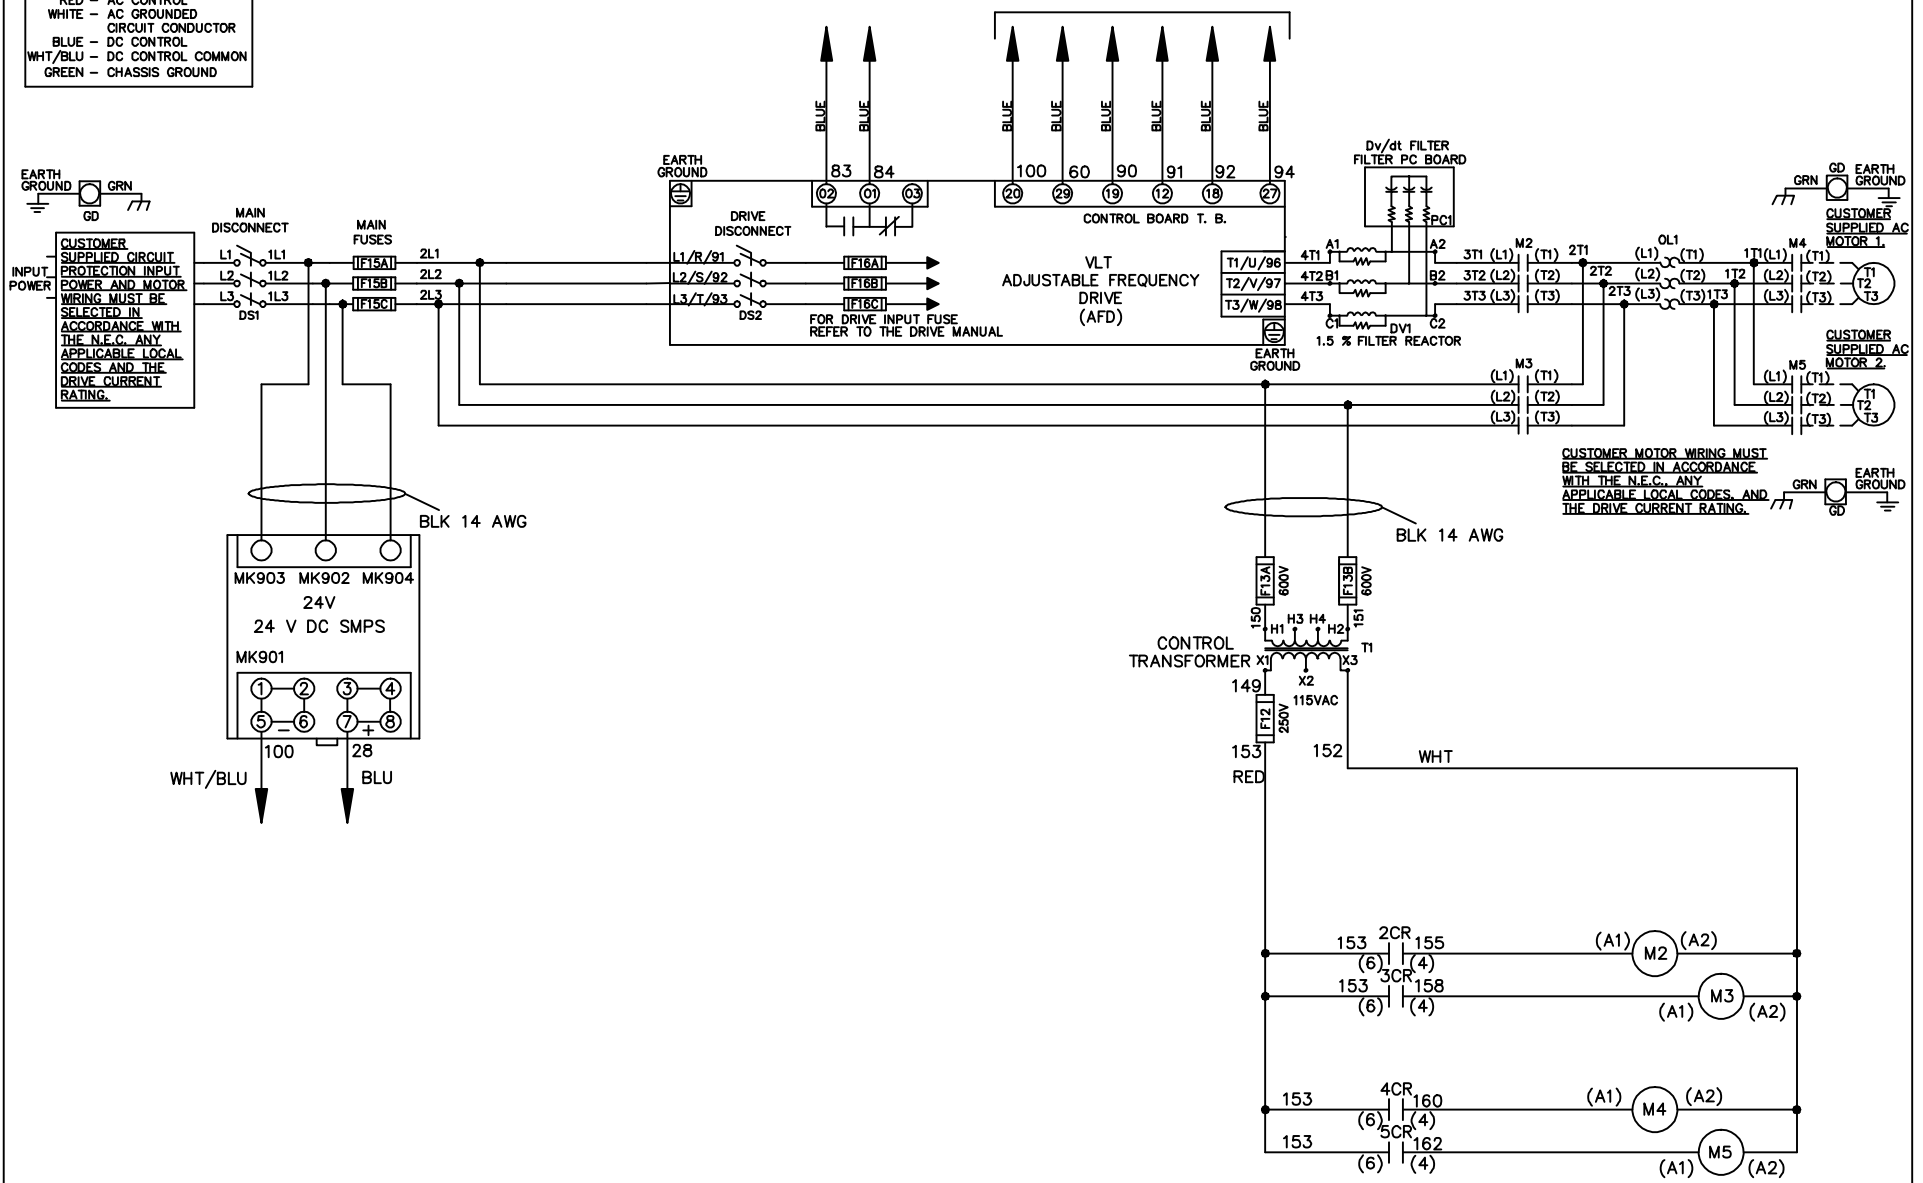 RED – AC CONTROL
WHITE – AC GROUNDED
CIRCUIT CONDUCTOR
BLUE – DC CONTROL
WHT/BLU – DC CONTROL COMMON
GREEN – CHASSIS GROUND
EARTH
GROUND
GRN
GD
MAIN
DISCONNECT
MAIN
FUSES
INPUT
POWER
CUSTOMER
SUPPLIED CIRCUIT
PROTECTION INPUT
POWER AND MOTOR
WIRING MUST BE
SELECTED IN
ACCORDANCE WITH
THE N.E.C. ANY
APPLICABLE LOCAL
CODES AND THE
DRIVE CURRENT
RATING.
L1 1L1 F15A 2L1
L2 1L2 F15B 2L2
L3 1L3 F15C 2L3
DS1
BLUE BLUE BLUE BLUE BLUE BLUE BLUE BLUE
EARTH
GROUND
83 84 100 60 90 91 92 94
02 01 03 20 29 19 12 18 27
CONTROL BOARD T. B.
DRIVE
DISCONNECT
L1/R/91 F16A
L2/S/92 F16B
L3/T/93 F16C
DS2
FOR DRIVE INPUT FUSE
REFER TO THE DRIVE MANUAL
VLT
ADJUSTABLE FREQUENCY
DRIVE
(AFD)
T1/U/96
T2/V/97
T3/W/98
EARTH
GROUND
Dv/dt FILTER
FILTER PC BOARD
PC1
4T1 A1 A2
4T2 B1 B2
4T3 C1 C2
DV1
1.5 % FILTER REACTOR
3T1 (L1) M2 (T1) 2T1
3T2 (L2) (T2) 2T2
3T3 (L3) (T3) 2T3
OL1
(L1) (T1) 1T1
(L2) (T2) 1T2
(L3) (T3) 1T3
M4
(L1) (T1)
(L2) (T2)
(L3) (T3)
T1
T2
T3
GRN
GD
EARTH
GROUND
CUSTOMER
SUPPLIED AC
MOTOR 1.
CUSTOMER
SUPPLIED AC
MOTOR 2.
M3
(L1) (T1)
(L2) (T2)
(L3) (T3)
M5
(L1) (T1)
(L2) (T2)
(L3) (T3)
T1
T2
T3
CUSTOMER MOTOR WIRING MUST
BE SELECTED IN ACCORDANCE
WITH THE N.E.C., ANY
APPLICABLE LOCAL CODES, AND
THE DRIVE CURRENT RATING.
GRN
GD
EARTH
GROUND
BLK 14 AWG
MK903 MK902 MK904
24V
24 V DC SMPS
MK901
1 2 3 4
5 6 7 8
– +
100 28
WHT/BLU BLU
BLK 14 AWG
F13A 600V F13B 600V
150 151
H1 H3 H4 H2
T1
CONTROL
TRANSFORMER
X1 X2 X3
115VAC
149
F12 250V
153 152
RED WHT
2CR
153 155 (A1) M2 (A2)
(6) (4)
3CR
153 158 M3
(6) (4) (A1) (A2)
4CR
153 160 (A1) M4 (A2)
(6) (4)
5CR
153 162 M5
(6) (4) (A1) (A2)